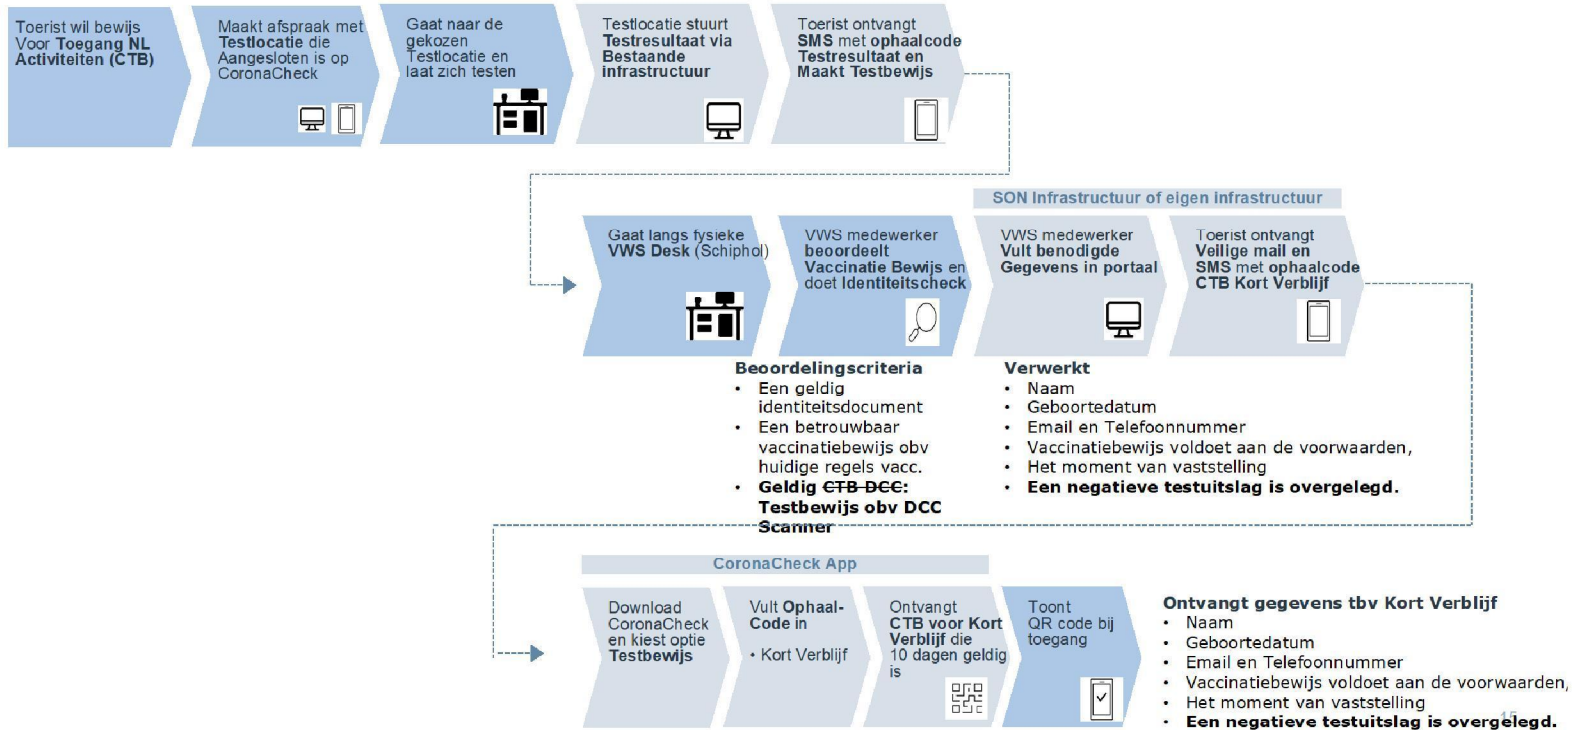 Toerist wil bewijs
Voor Toegang NL
Activiteiten (CTB)
Maakt afspraak met
Testlocatie die
Aangesloten is op
CoronaCheck
Gaat naar de
gekozen
Testlocatie en
laat zich testen
Testlocatie stuurt
Testresultaat via
Bestaande
infrastructuur
Toerist ontvangt
SMS met ophaalcode
Testresultaat en
Maakt Testbewijs
SON Infrastructuur of eigen infrastructuur
Gaat langs fysieke
VWS Desk (Schiphol)
VWS medewerker
beoordeelt
Vaccinatie Bewijs en
doet Identiteitscheck
VWS medewerker
Vult benodigde
Gegevens in portaal
Toerist ontvangt
Veilige mail en
SMS met ophaalcode
CTB Kort Verblijf
Beoordelingscriteria
• Een geldig
identiteitsdocument
• Een betrouwbaar
vaccinatiebewijs obv
huidige regels vacc.
• Geldig CTB DCC:
Testbewijs obv DCC
Scanner
Verwerkt
• Naam
• Geboortedatum
• Email en Telefoonnummer
• Vaccinatiebewijs voldoet aan de voorwaarden,
• Het moment van vaststelling
• Een negatieve testuitslag is overgelegd.
CoronaCheck App
Download
CoronaCheck
en kiest optie
Testbewijs
Vult Ophaal-
Code in
• Kort Verblijf
Ontvangt
CTB voor Kort
Verblijf die
10 dagen geldig
is
Toont
QR code bij
toegang
Ontvangt gegevens tbv Kort Verblijf
• Naam
• Geboortedatum
• Email en Telefoonnummer
• Vaccinatiebewijs voldoet aan de voorwaarden,
• Het moment van vaststelling
• Een negatieve testuitslag is overgelegd.
15